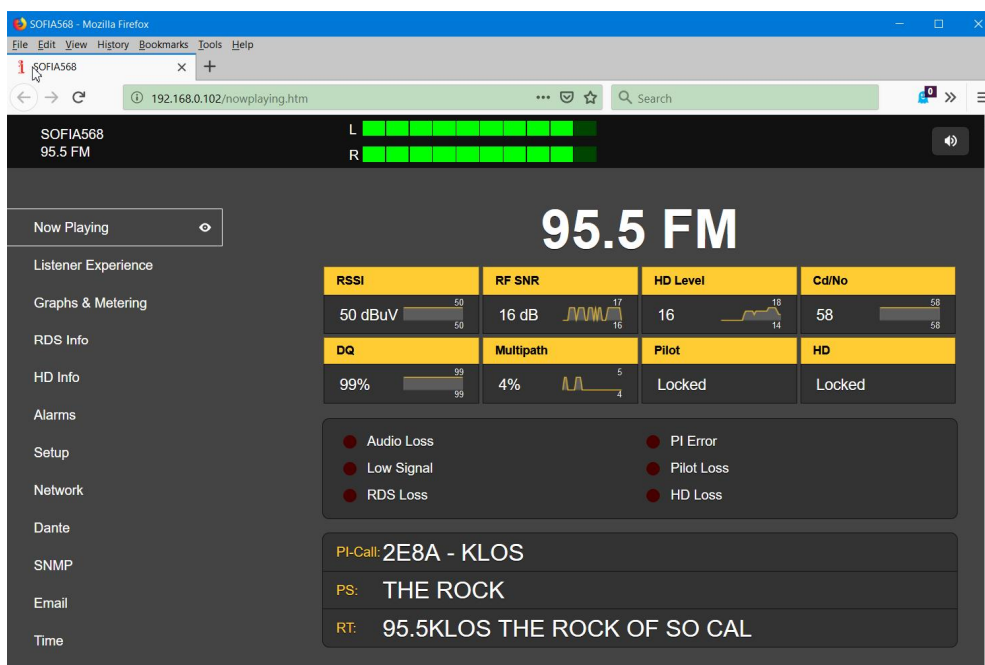 SOFIA568 - Mozilla Firefox
File Edit View History Bookmarks Tools Help
SOFIA568
192.168.0.102/nowplaying.htm
Search
0
SOFIA568
95.5 FM
L
R
Now Playing
Listener Experience
Graphs & Metering
RDS Info
HD Info
Alarms
Setup
Network
Dante
SNMP
Email
Time
95.5 FM
RSSI RF SNR HD Level Cd/No
50 dBuV 50 50 16 dB 17 16 16 18 14 58 58 58
DQ Multipath Pilot HD
99% 99 99 4% 5 4 Locked Locked
Audio Loss PI Error
Low Signal Pilot Loss
RDS Loss HD Loss
PI-Call: 2E8A - KLOS
PS: THE ROCK
RT: 95.5KLOS THE ROCK OF SO CAL